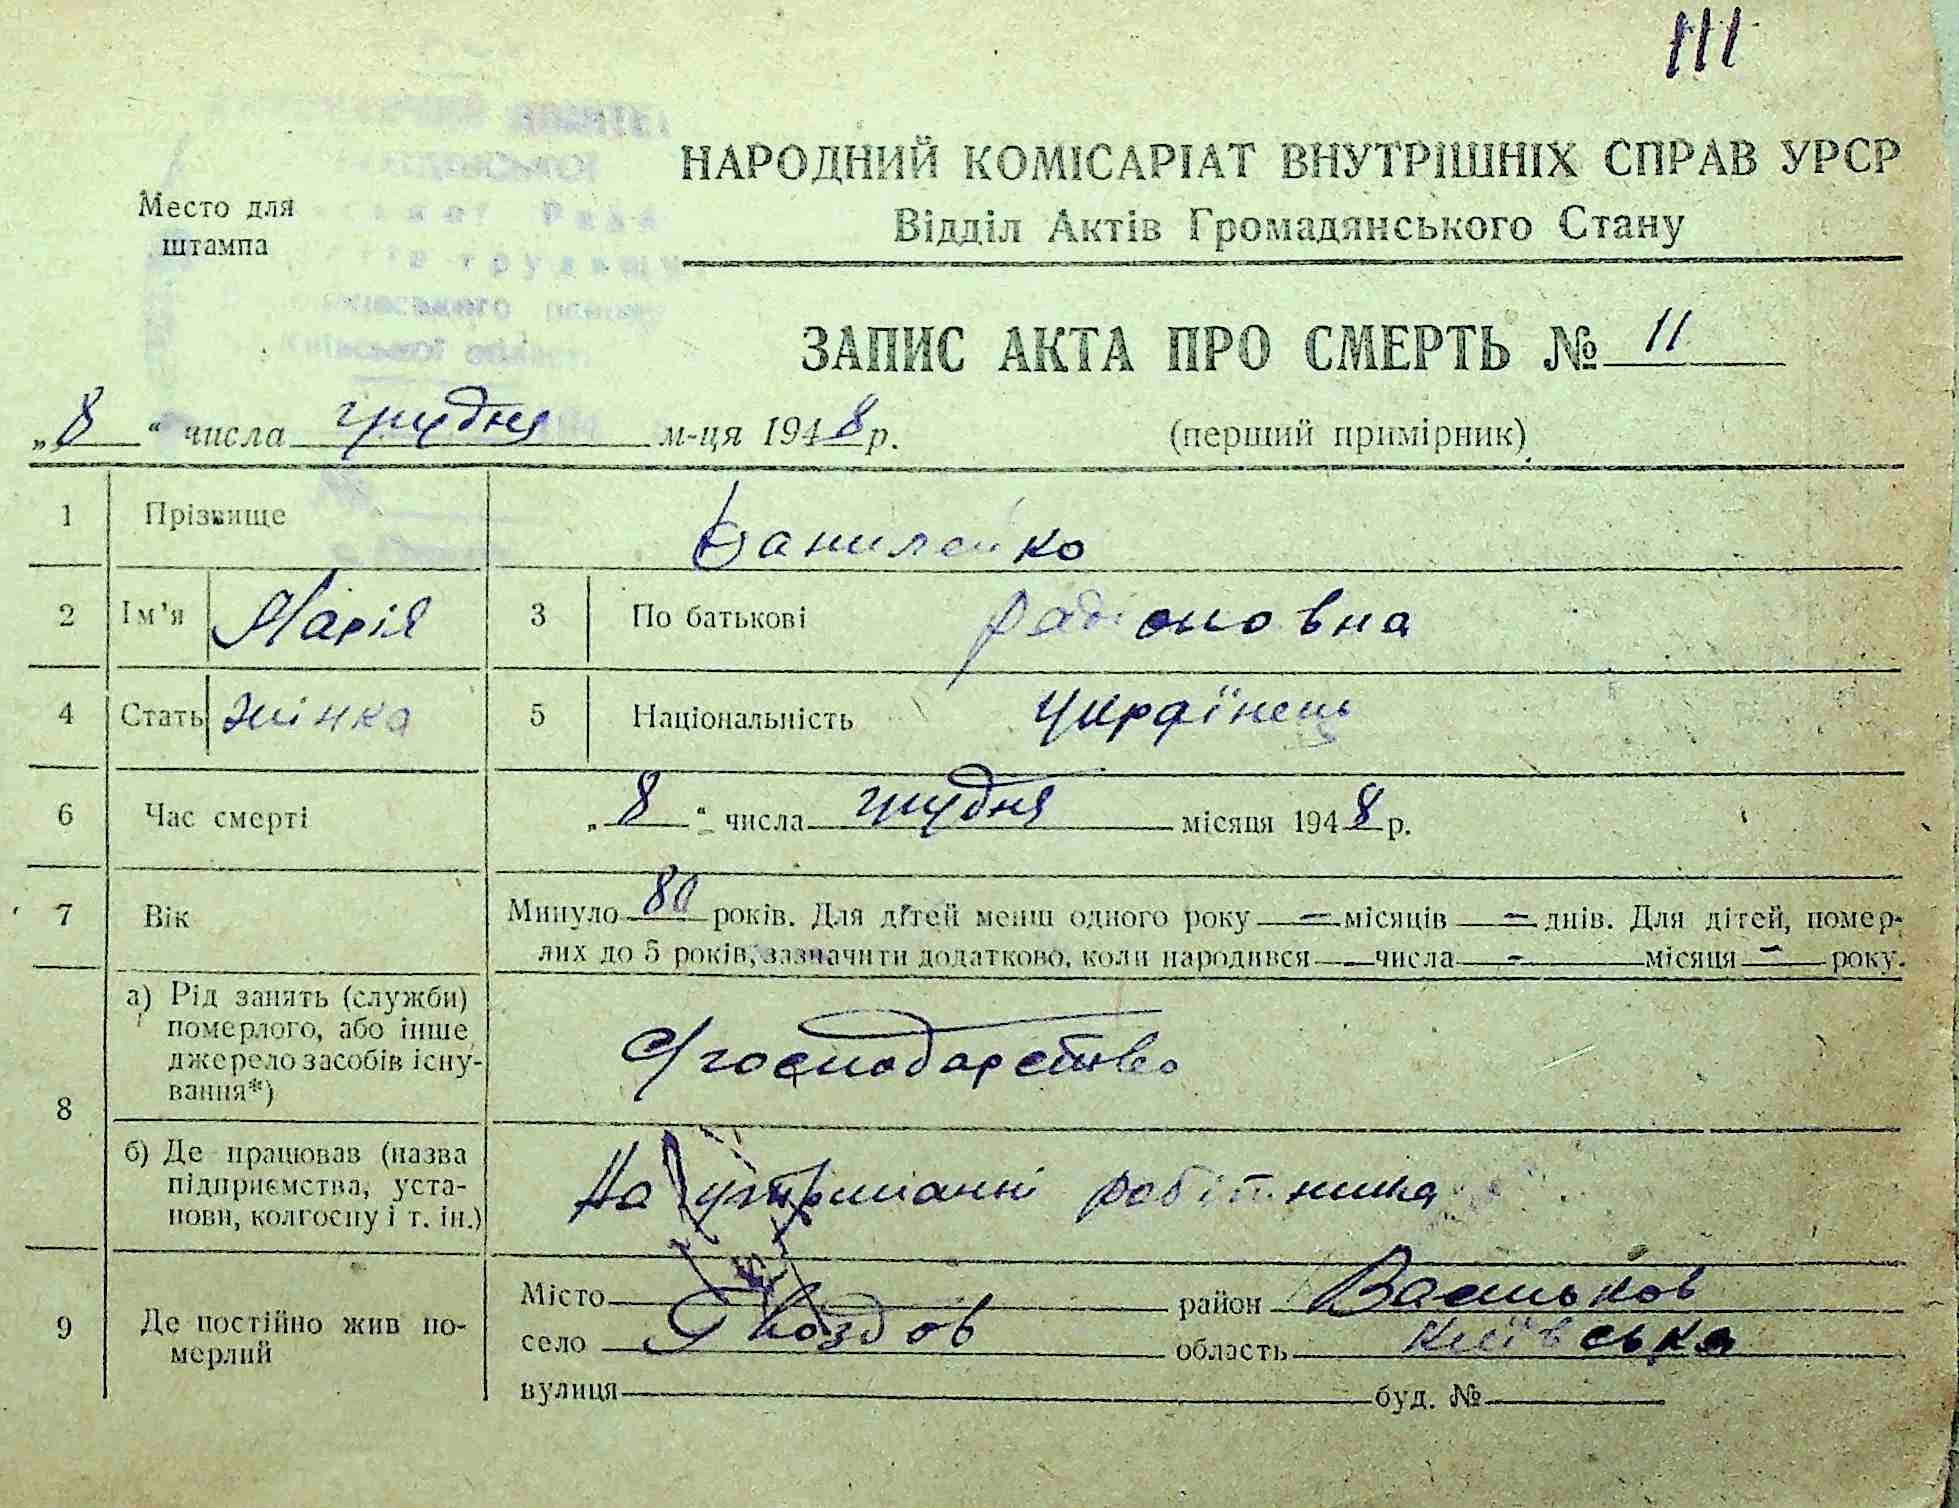 111
НАРОДНИЙ КОМІСАРІАТ ВНУТРІШНІХ СПРАВ УРСР
Відділ Актів Громадянського Стану
Место для
штампа
ЗАПИС АКТА ПРО СМЕРТЬ № 11
„8“ числа грудня м-ця 1948 р. (перший примірник)
1 Прізвище Данилейко
2 Ім'я Марія 3 По батькові Радіоновна
4 Стать жінка 5 Національність українець
6 Час смерті „8“ числа грудня місяця 1948 р.
7 Вік Минуло 80 років. Для дітей менш одного року — місяців — днів. Для дітей, помер-
лих до 5 років, зазначити додатково, коли народився — числа — місяця — року.
8 а) Рід занять (служби)
померлого, або інше
джерело засобів існу-
вання*)
С/господарство
б) Де працював (назва
підприємства, уста-
нови, колгоспу і т. ін.)
На утриманні робітника
9 Де постійно жив по-
мерлий
Місто район Васильков
село Гвоздов область Київська
вулиця буд. №